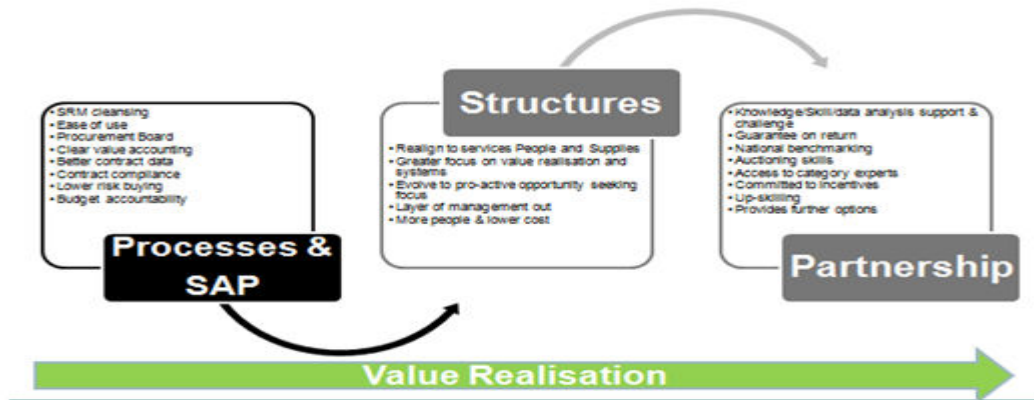 • SRM cleansing
• Ease of use
• Procurement Board
• Clear value accounting
• Better contract data
• Contract compliance
• Lower risk buying
• Budget accountability
Processes &
SAP
Structures
• Realign to services People and Supplies
• Greater focus on value realisation and
systems
• Evolve to pro-active opportunity seeking
focus
• Layer of management out
• More people & lower cost
• Knowledge/Skill/data analysis support &
challenge
• Guarantee on return
• National benchmarking
• Auctioning skills
• Access to category experts
• Committed to incentives
• Up-skilling
• Provides further options
Partnership
Value Realisation